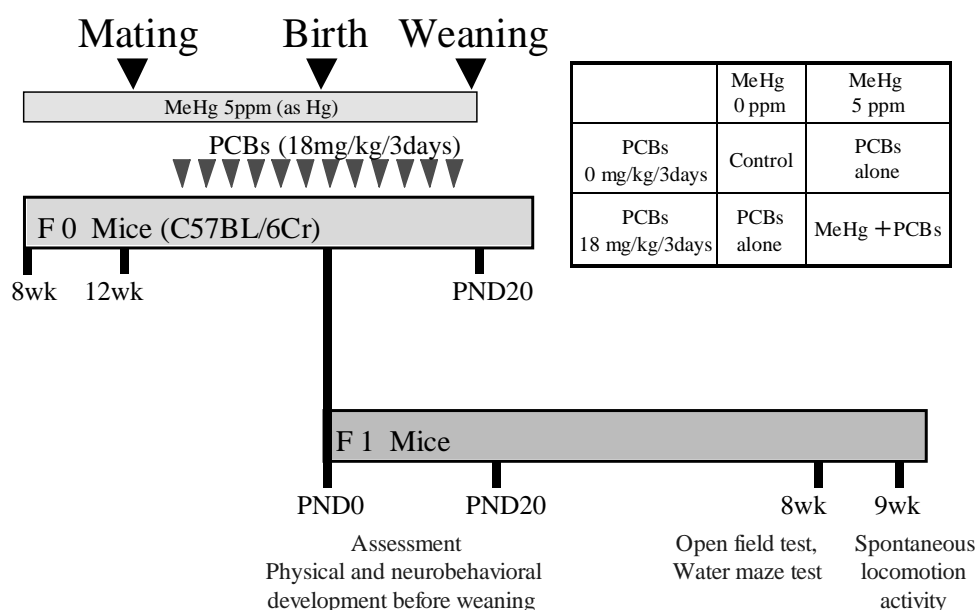 Mating Birth Weaning
MeHg 5ppm (as Hg)
PCBs (18mg/kg/3days)
F 0 Mice (C57BL/6Cr)
8wk 12wk PND20
MeHg
0 ppm
MeHg
5 ppm
PCBs
0 mg/kg/3days
Control
PCBs
alone
PCBs
18 mg/kg/3days
PCBs
alone
MeHg +PCBs
F 1 Mice
PND0 PND20 8wk 9wk
Assessment
Physical and neurobehavioral
development before weaning
Open field test,
Water maze test
Spontaneous
locomotion
activity